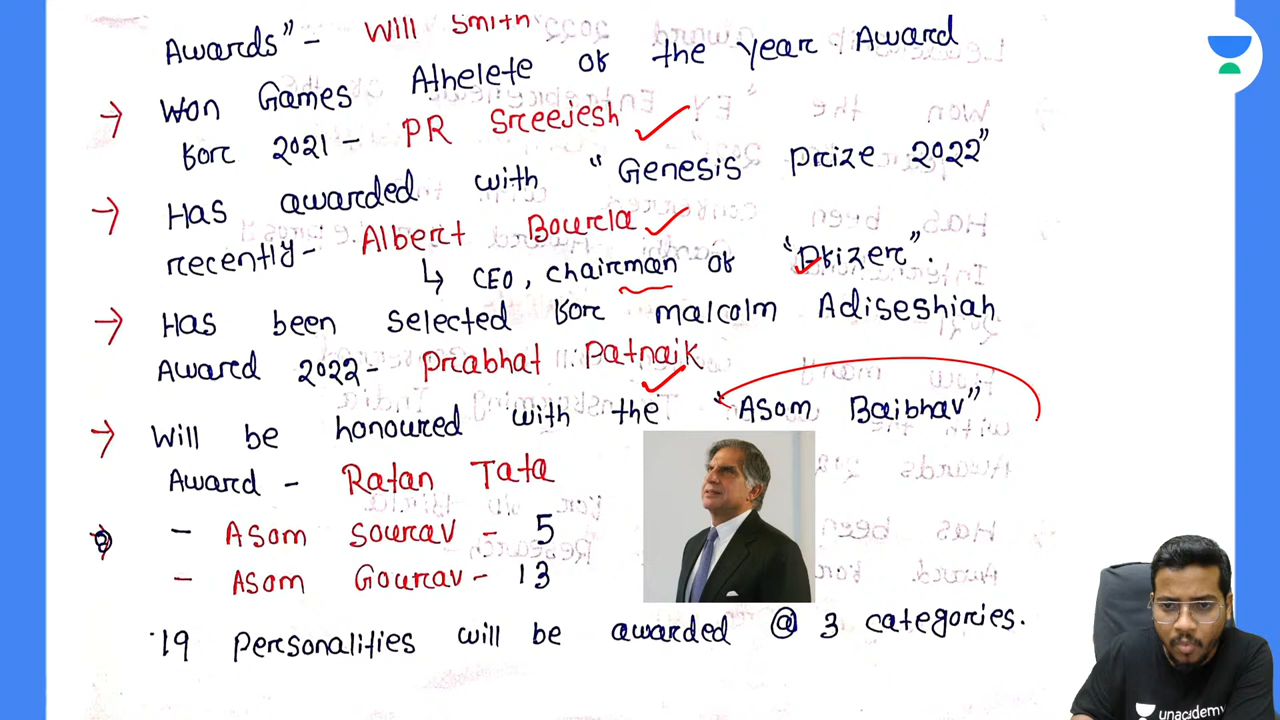 Awards" - Will Smith
Won Games Athelete of the year Award
for 2021 - PR Sreejesh
Has awarded with "Genesis prize 2022"
recently - Albert Bourla
↳ CEO, chairman of "Pfizer".
Has been selected for malcolm Adiseshiah
Award 2022 - Prabhat Patnaik
Will be honoured with the "Asom Baibhav"
Award - Ratan Tata
- Asom Sourav - 5
- Asom Gourav - 13
19 personalities will be awarded @ 3 categories.
unacademy